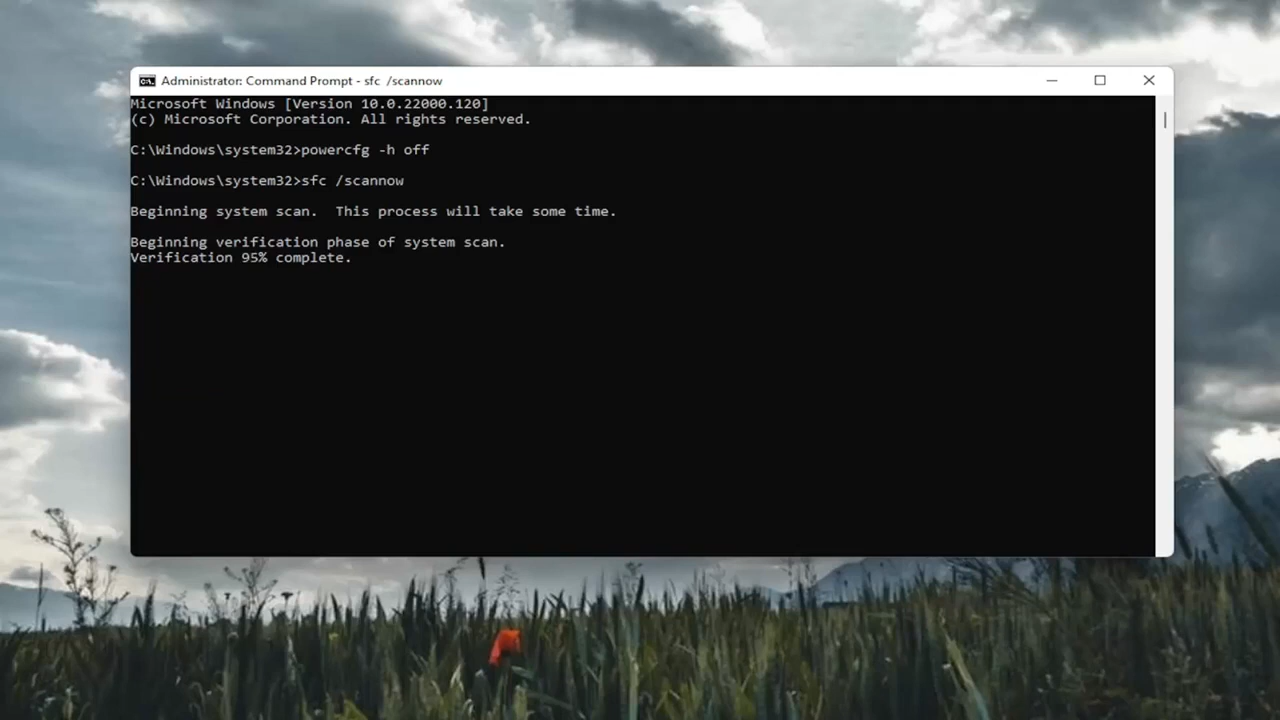 Administrator: Command Prompt - sfc  /scannow
Microsoft Windows [Version 10.0.22000.120]
(c) Microsoft Corporation. All rights reserved.
C:\Windows\system32>powercfg -h off
C:\Windows\system32>sfc /scannow
Beginning system scan.  This process will take some time.
Beginning verification phase of system scan.
Verification 95% complete.